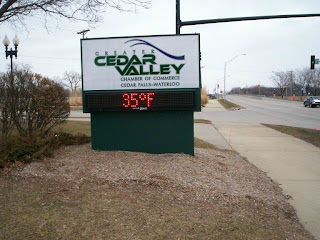 GREATER
CEDAR VALLEY
CHAMBER OF COMMERCE
CEDAR FALLS-WATERLOO
35°F